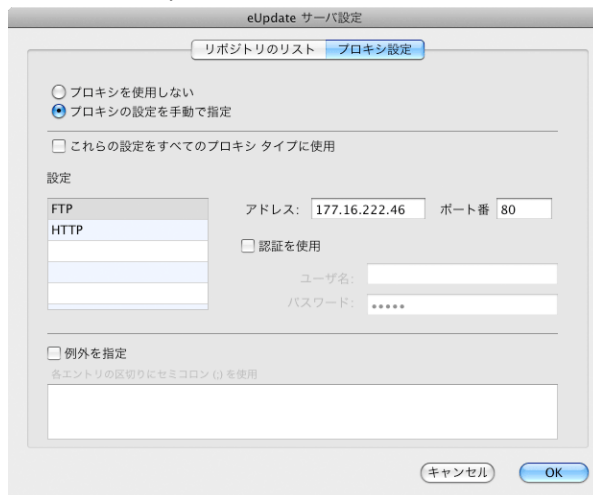 eUpdate サーバ設定
リポジトリのリスト プロキシ設定
プロキシを使用しない
プロキシの設定を手動で指定
これらの設定をすべてのプロキシ タイプに使用
設定
FTP
HTTP
アドレス: 177.16.222.46 ポート番 80
認証を使用
ユーザ名:
パスワード: •••••
例外を指定
各エントリの区切りにセミコロン (;) を使用
キャンセル OK